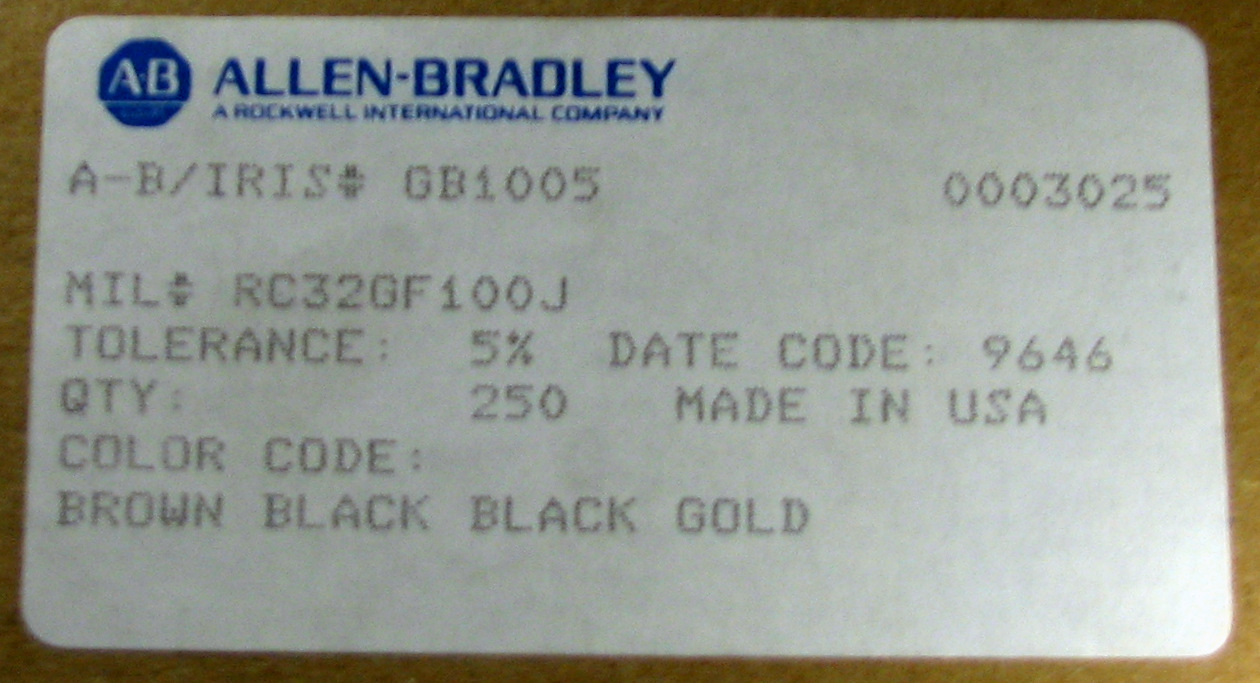 A·B
ALLEN-BRADLEY
A ROCKWELL INTERNATIONAL COMPANY
A-B/IRIS# GB1005 0003025
MIL# RC32GF100J
TOLERANCE: 5% DATE CODE: 9646
QTY: 250 MADE IN USA
COLOR CODE:
BROWN BLACK BLACK GOLD